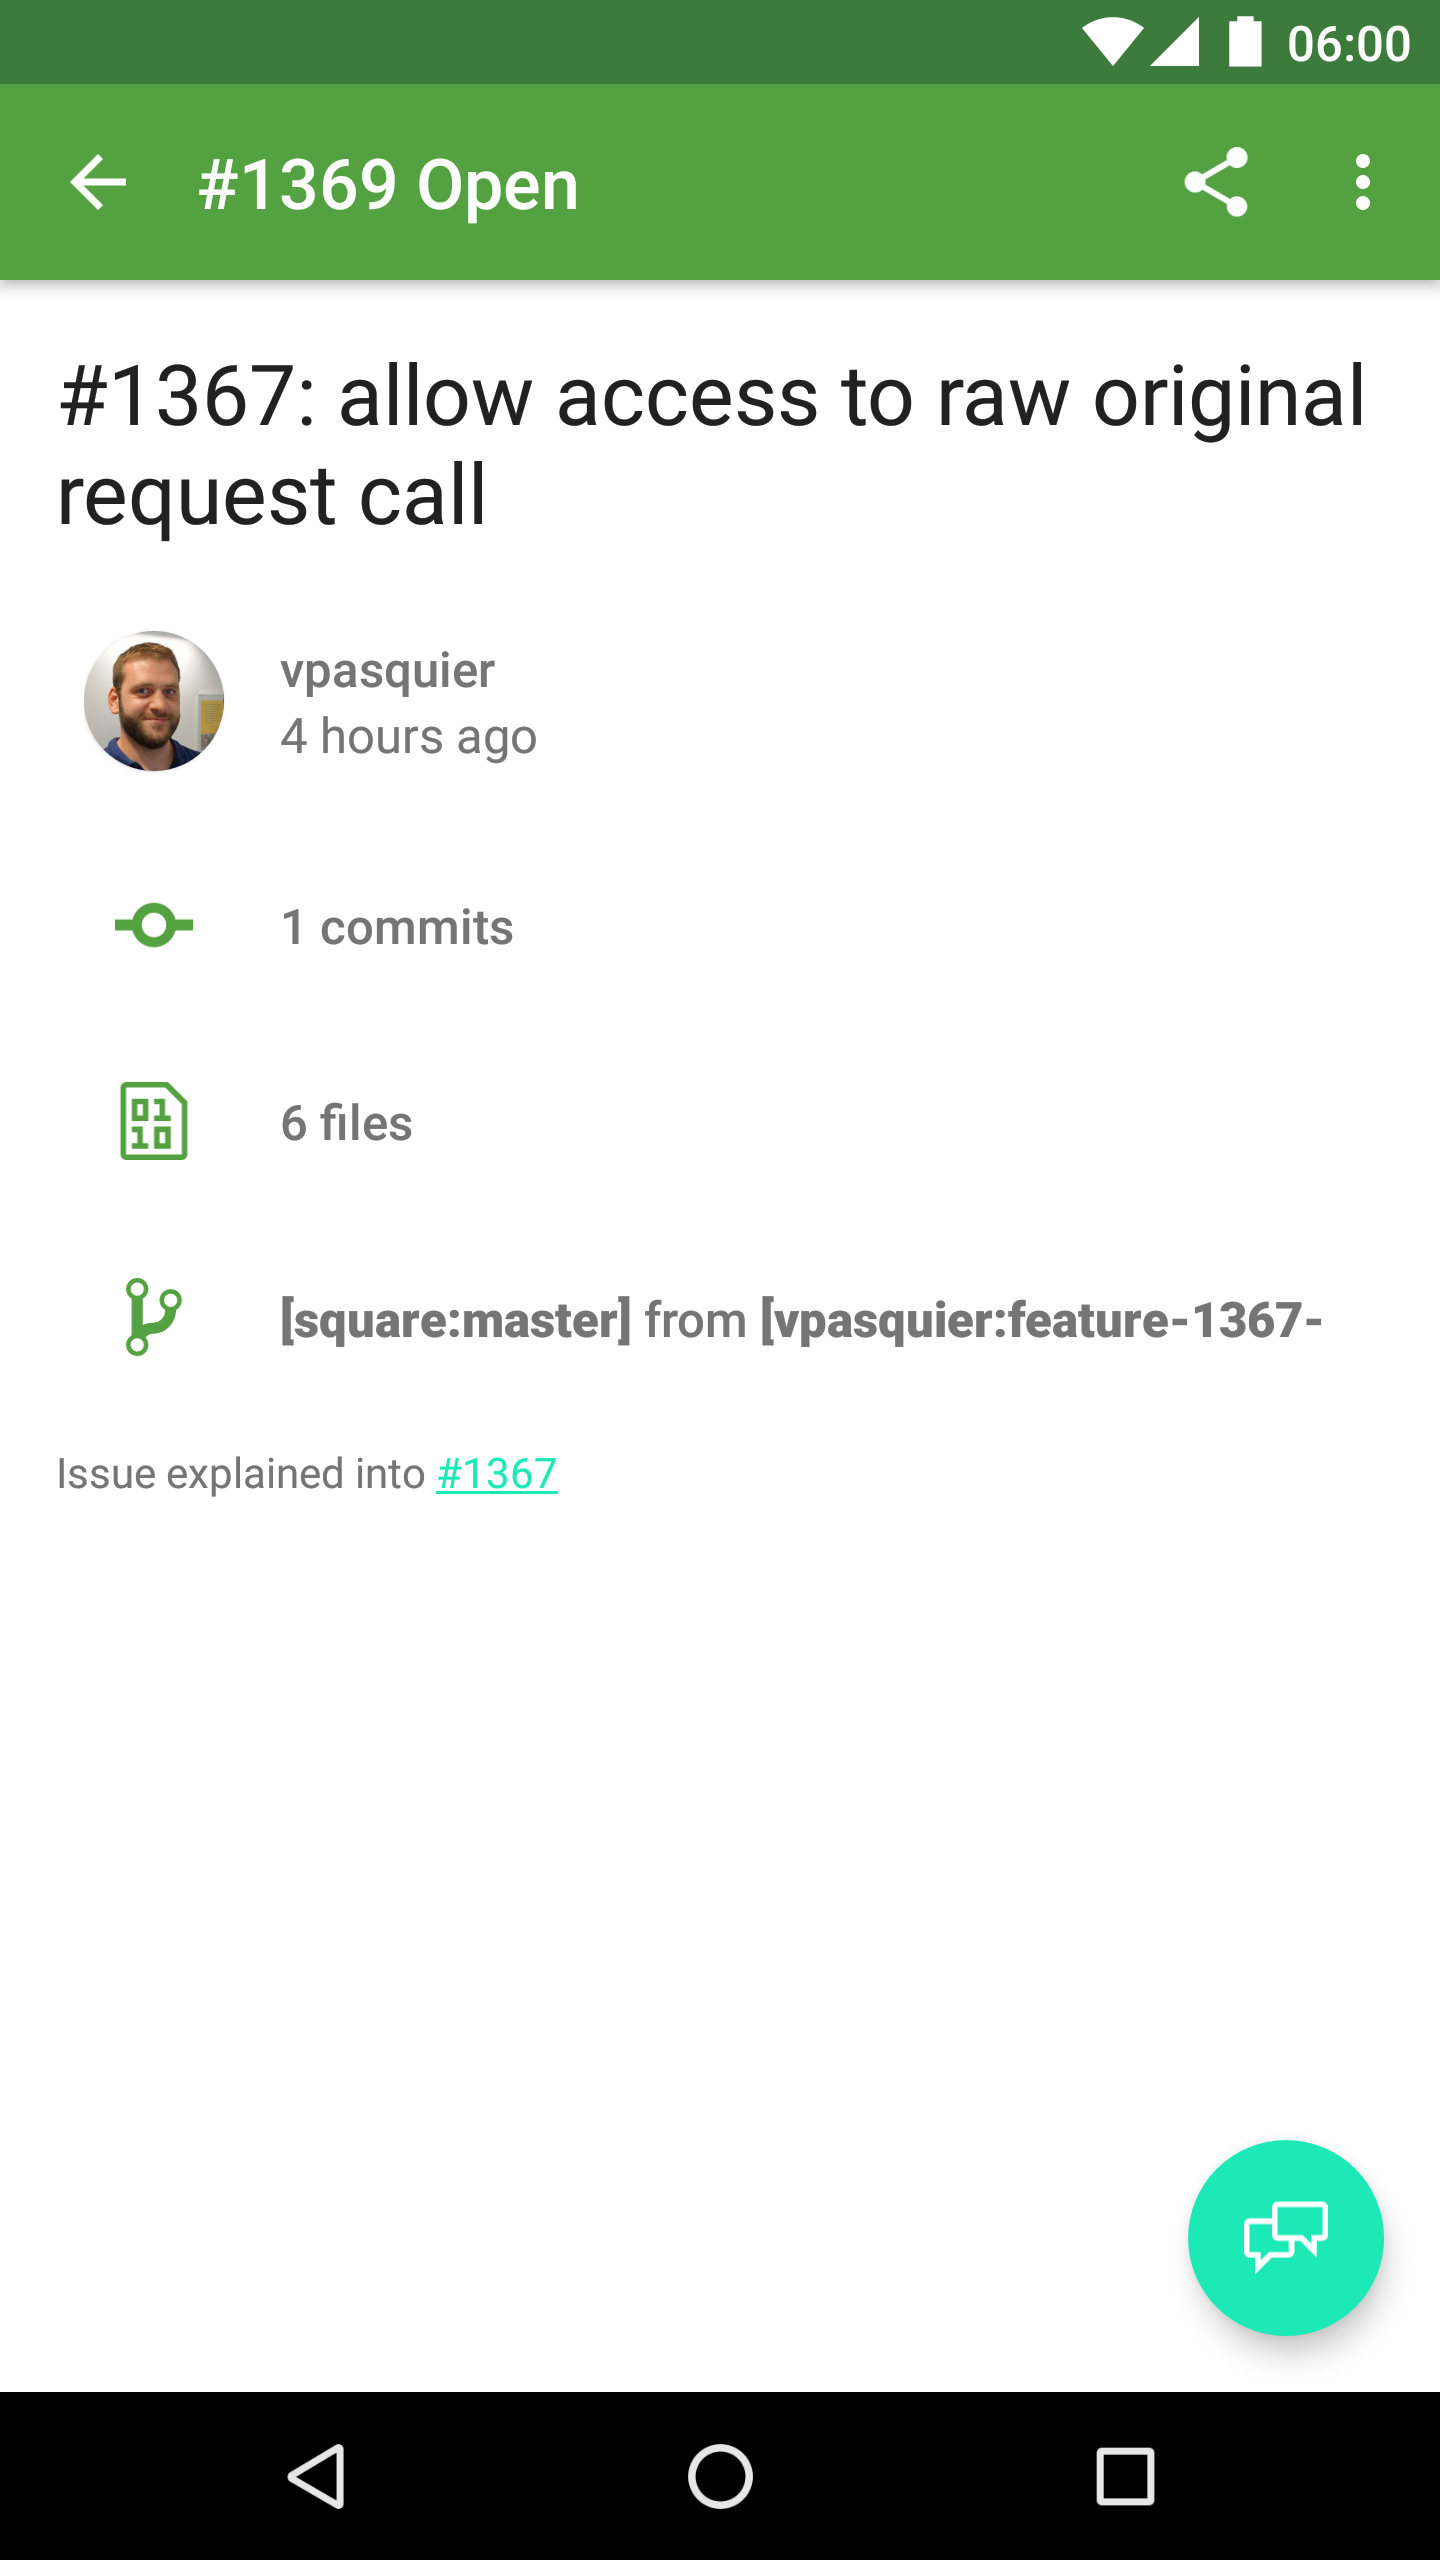 06:00
#1369 Open
#1367: allow access to raw original
request call
vpasquier
4 hours ago
1 commits
6 files
[square:master] from [vpasquier:feature-1367-
Issue explained into #1367